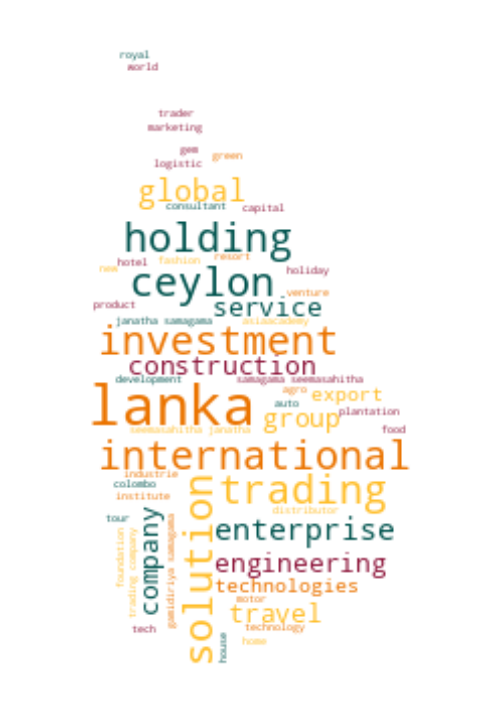 royal
world
trader
marketing
gem
green
logistic
global
consultant
capital
holding
hotel
fashion
resort
new
holiday
ceylon
venture
product
service
janatha samagama
asiaacademy
investment
construction
development
samagama seemasahitha
agro
export
lanka
auto
plantation
group
seemasahitha janatha
food
international
industrie
colombo
trading
institute
solution
distributor
tour
company
enterprise
foundation
trading company
gamidiriya samagama
engineering
technologies
motor
travel
tech
technology
house
home